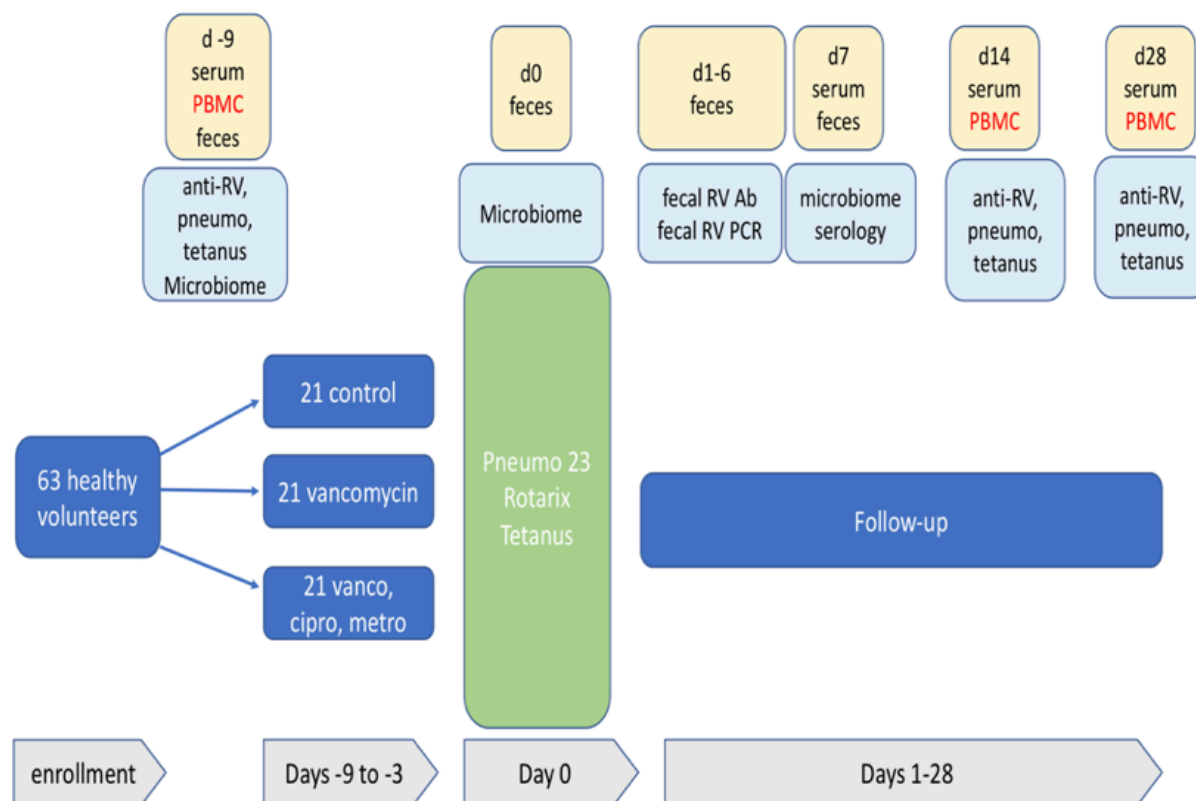 d -9
serum
PBMC
feces
d0
feces
d1-6
feces
d7
serum
feces
d14
serum
PBMC
d28
serum
PBMC
anti-RV,
pneumo,
tetanus
Microbiome
Microbiome
fecal RV Ab
fecal RV PCR
microbiome
serology
anti-RV,
pneumo,
tetanus
anti-RV,
pneumo,
tetanus
63 healthy
volunteers
21 control
21 vancomycin
21 vanco,
cipro, metro
Pneumo 23
Rotarix
Tetanus
Follow-up
enrollment
Days -9 to -3
Day 0
Days 1-28